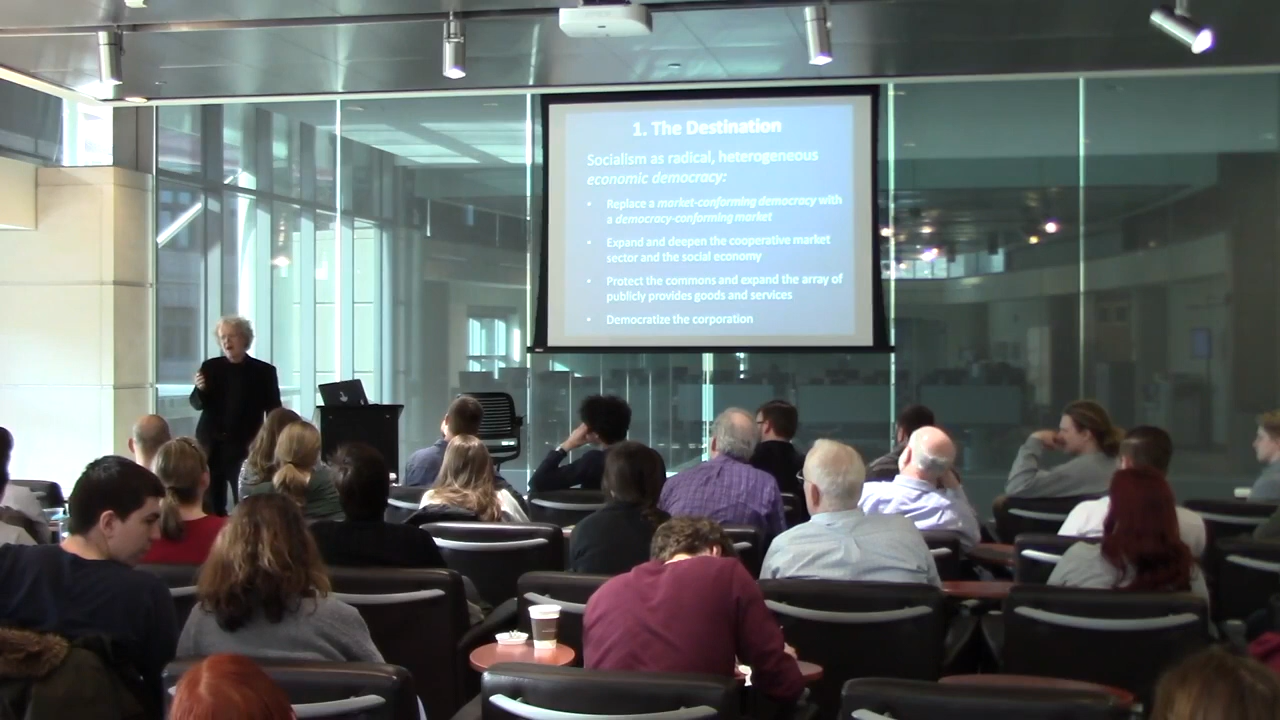 1. The Destination
Socialism as radical, heterogeneous
economic democracy:
• Replace a market-conforming democracy with
a democracy-conforming market
• Expand and deepen the cooperative market
sector and the social economy
• Protect the commons and expand the array of
publicly provides goods and services
• Democratize the corporation